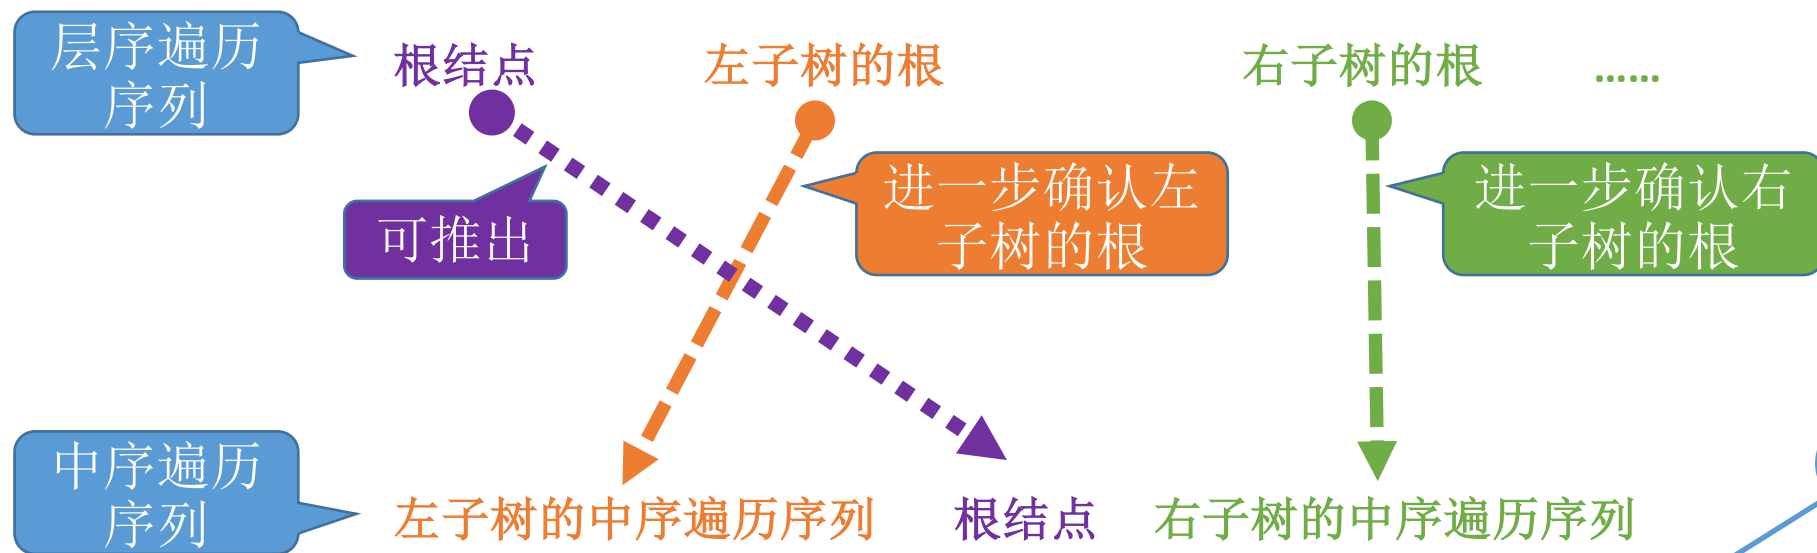 层序遍历
序列
根结点
左子树的根
右子树的根
......
可推出
进一步确认左
子树的根
进一步确认右
子树的根
中序遍历
序列
左子树的中序遍历序列
根结点
右子树的中序遍历序列